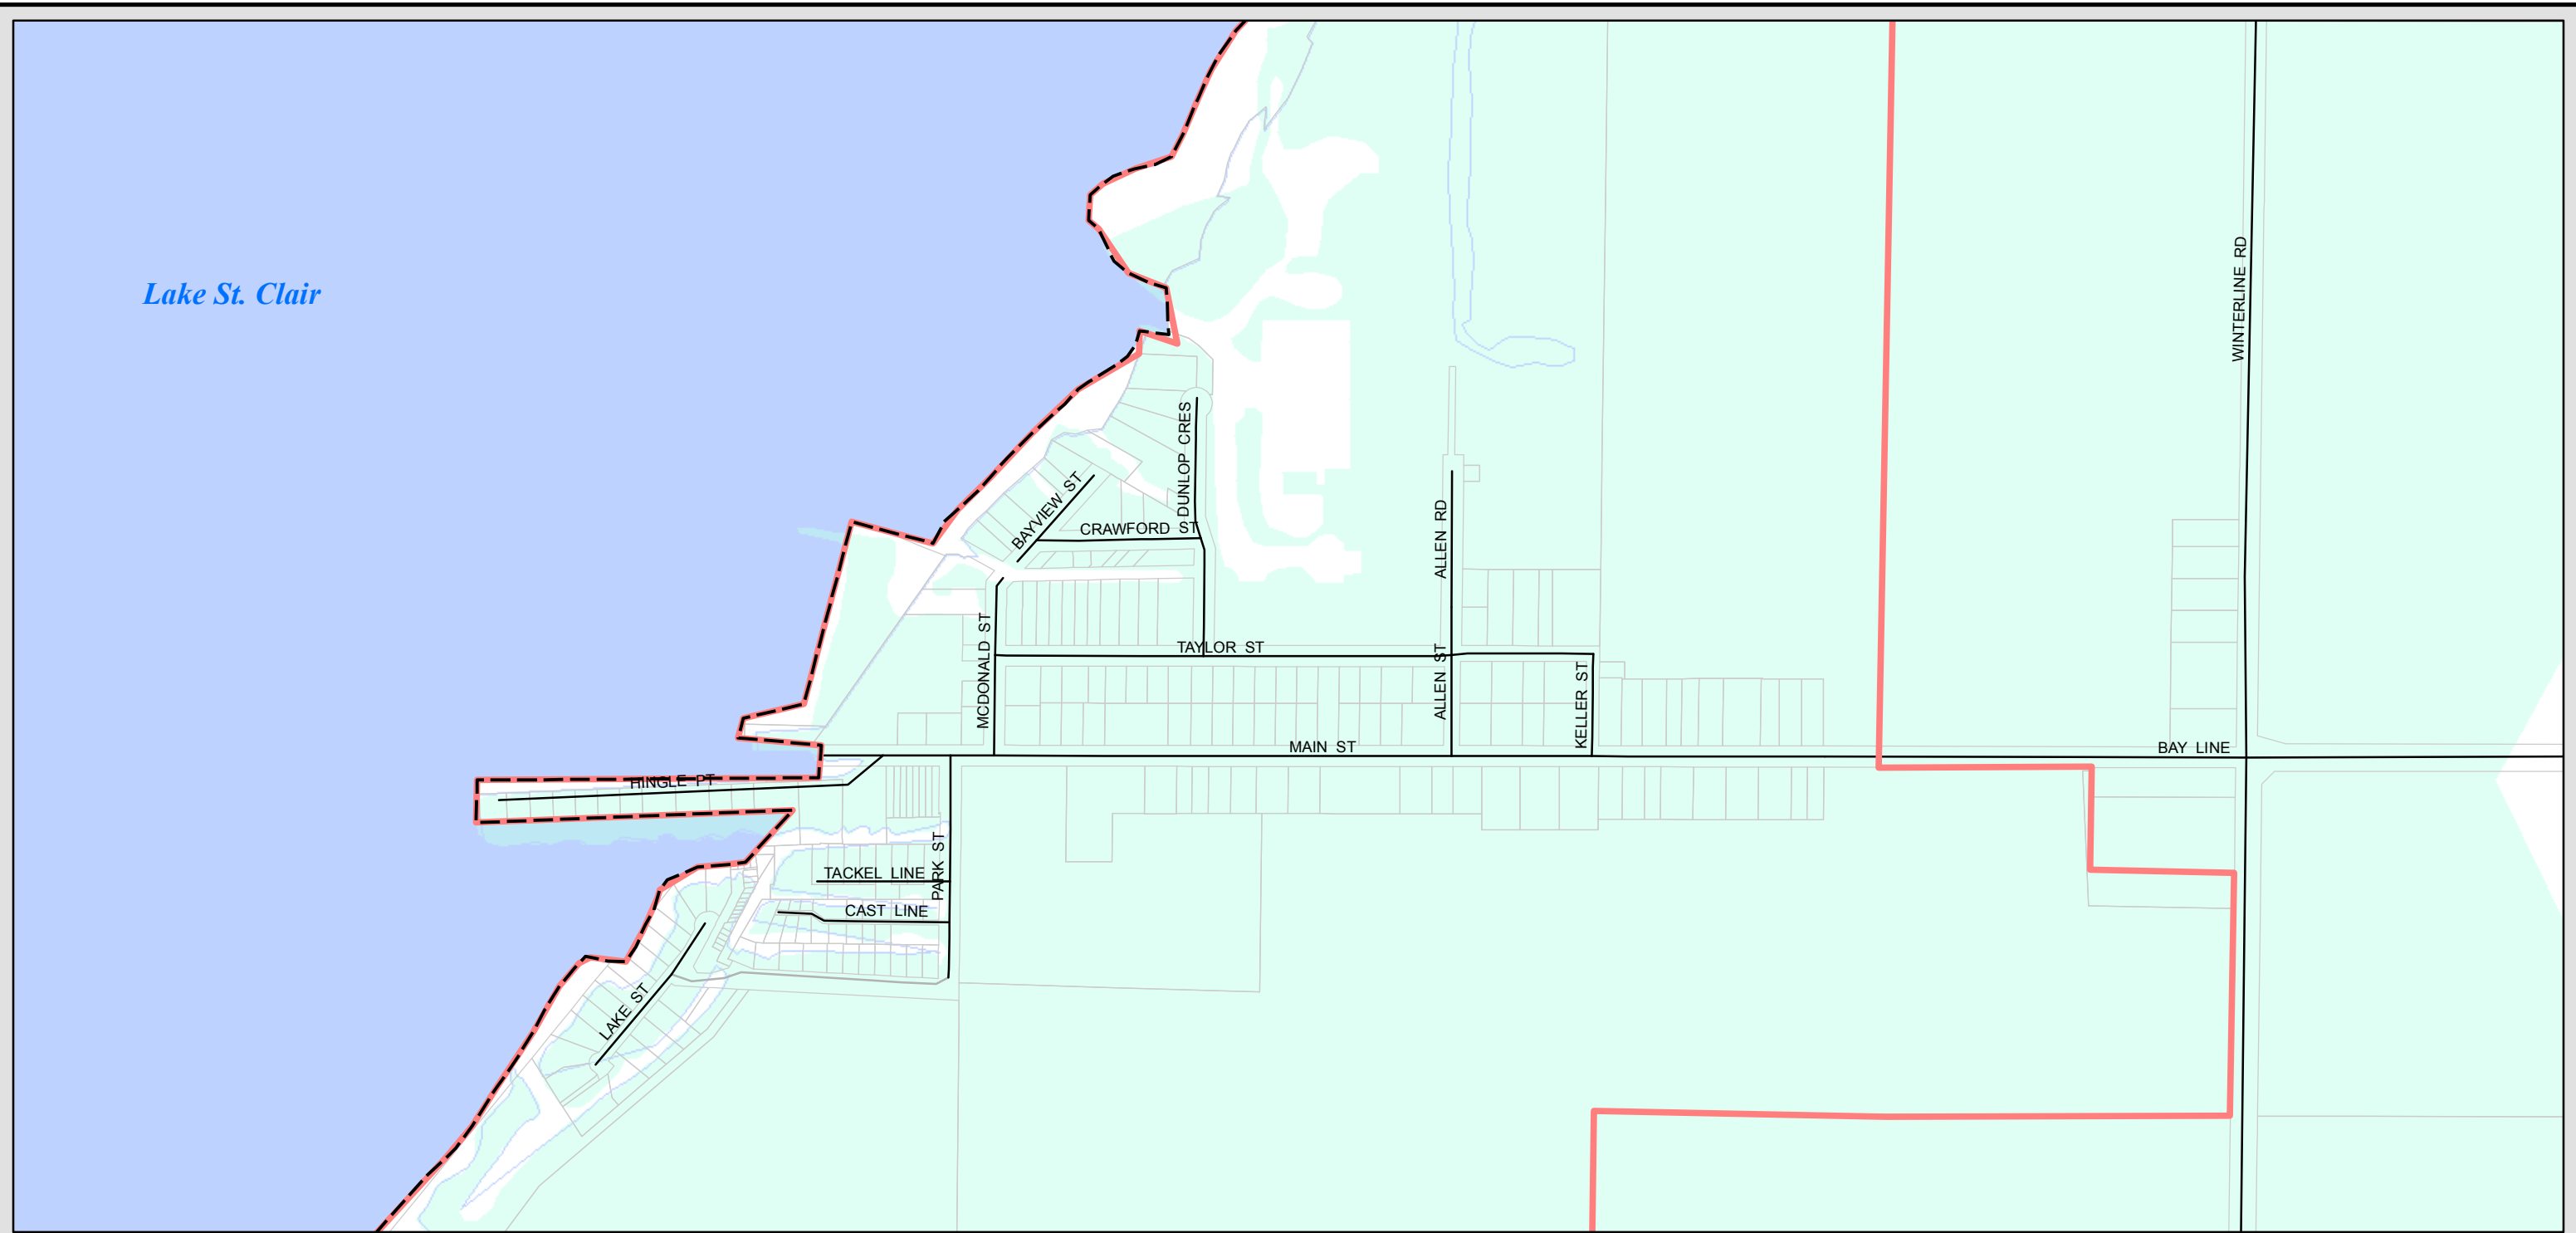 Lake St. Clair
WINTERLINE RD
DUNLOP CRES
BAYVIEW ST
CRAWFORD ST
ALLEN RD
MCDONALD ST
TAYLOR ST
ALLEN ST
KELLER ST
MAIN ST
BAY LINE
HINGLE PT
PARK ST
TACKEL LINE
CAST LINE
LAKE ST